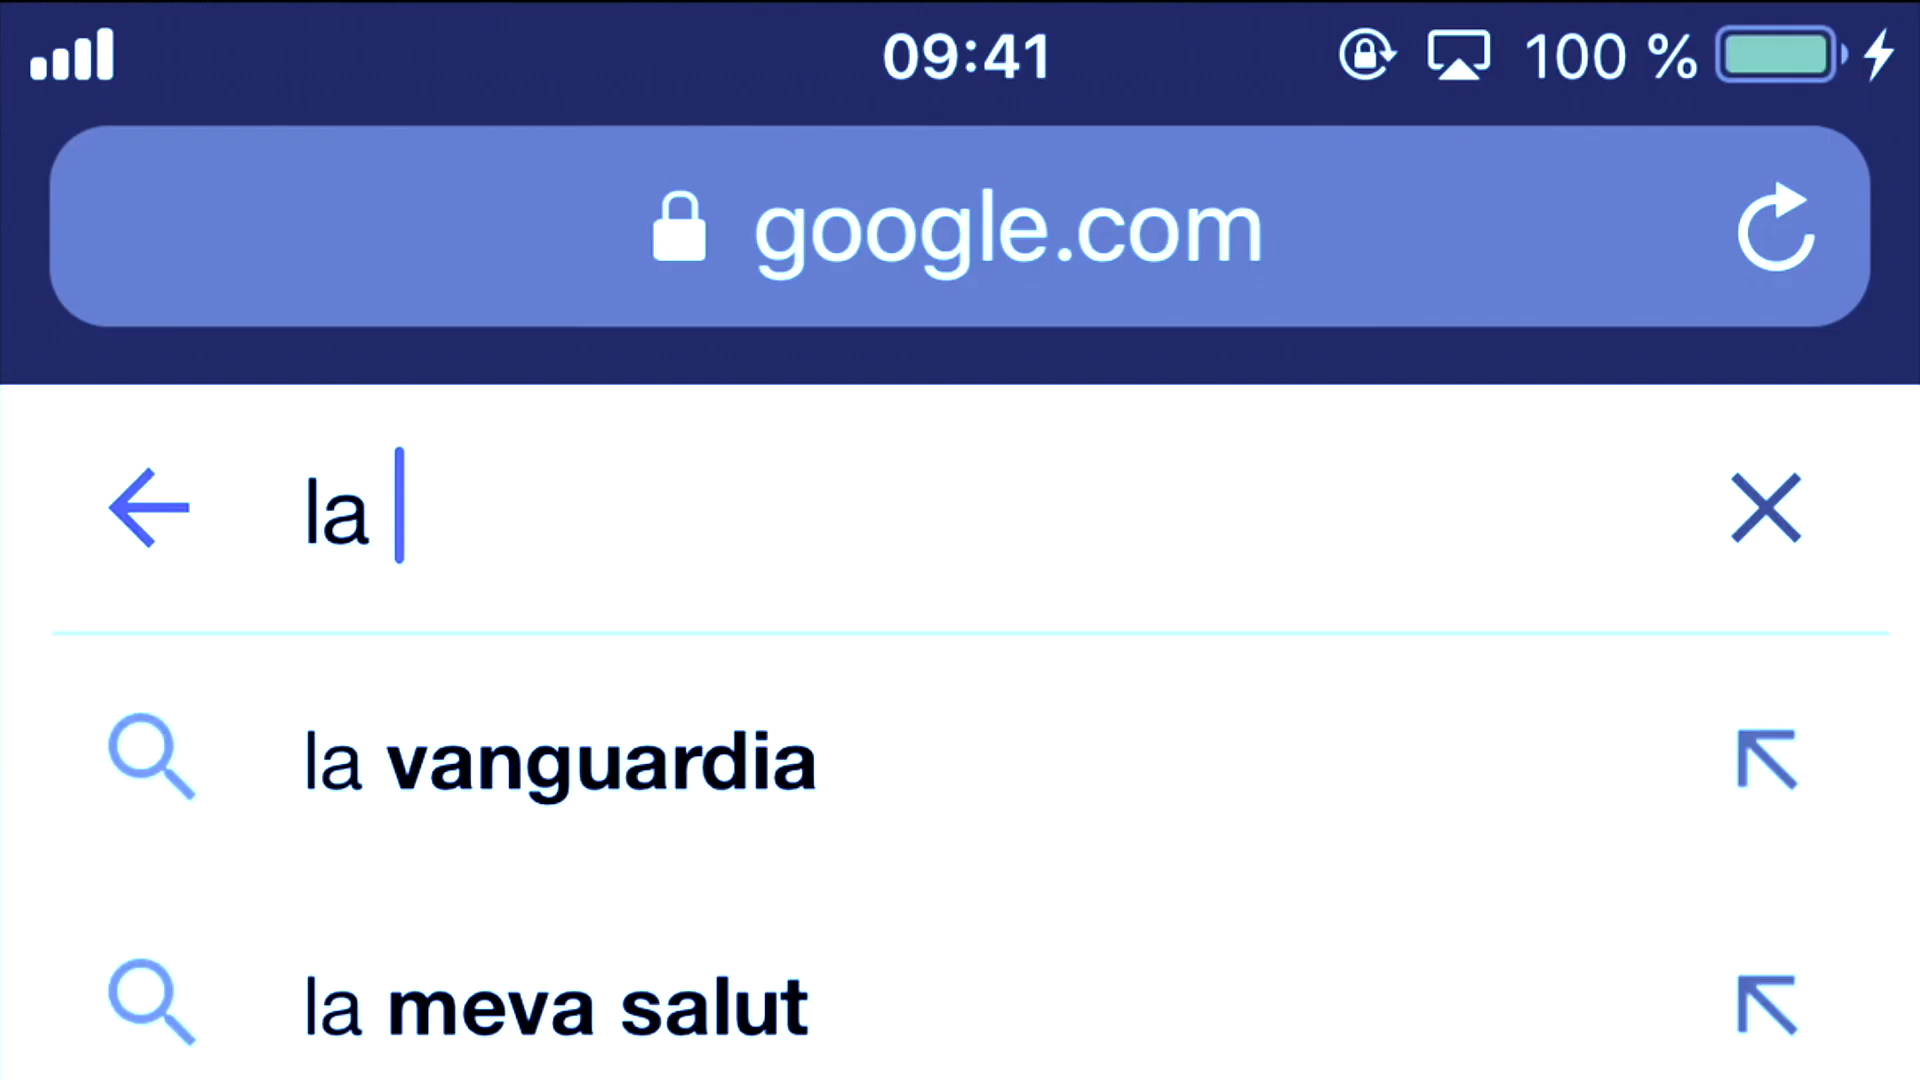 09:41
100 %
google.com
la
la vanguardia
la meva salut